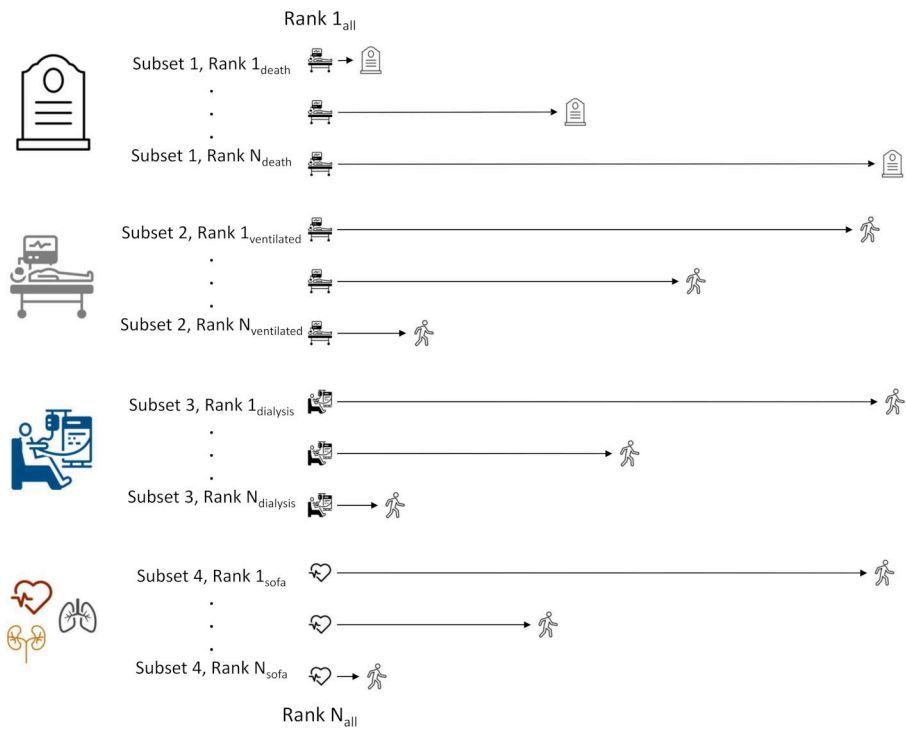 Rank 1all
Subset 1, Rank 1death
Subset 1, Rank Ndeath
Subset 2, Rank 1ventilated
Subset 2, Rank Nventilated
Subset 3, Rank 1dialysis
Subset 3, Rank Ndialysis
Subset 4, Rank 1sofa
Subset 4, Rank Nsofa
Rank Nall